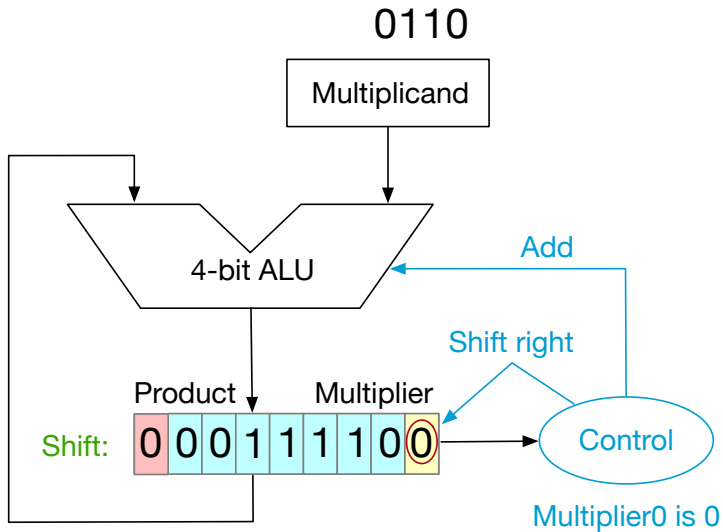 0110
Multiplicand
4-bit ALU
Add
Shift right
Product Multiplier
Shift: 0 0 0 1 1 1 1 0 0
Control
Multiplier0 is 0